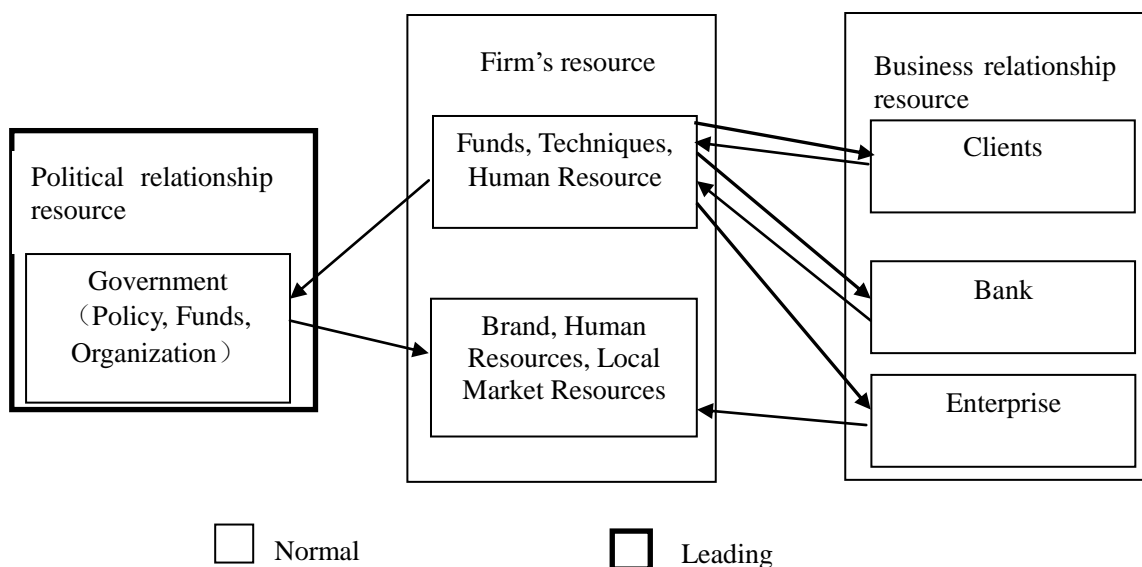 Political relationship
resource
Government
（Policy, Funds,
Organization）
Firm's resource
Funds, Techniques,
Human Resource
Brand, Human
Resources, Local
Market Resources
Business relationship
resource
Clients
Bank
Enterprise
Normal
Leading